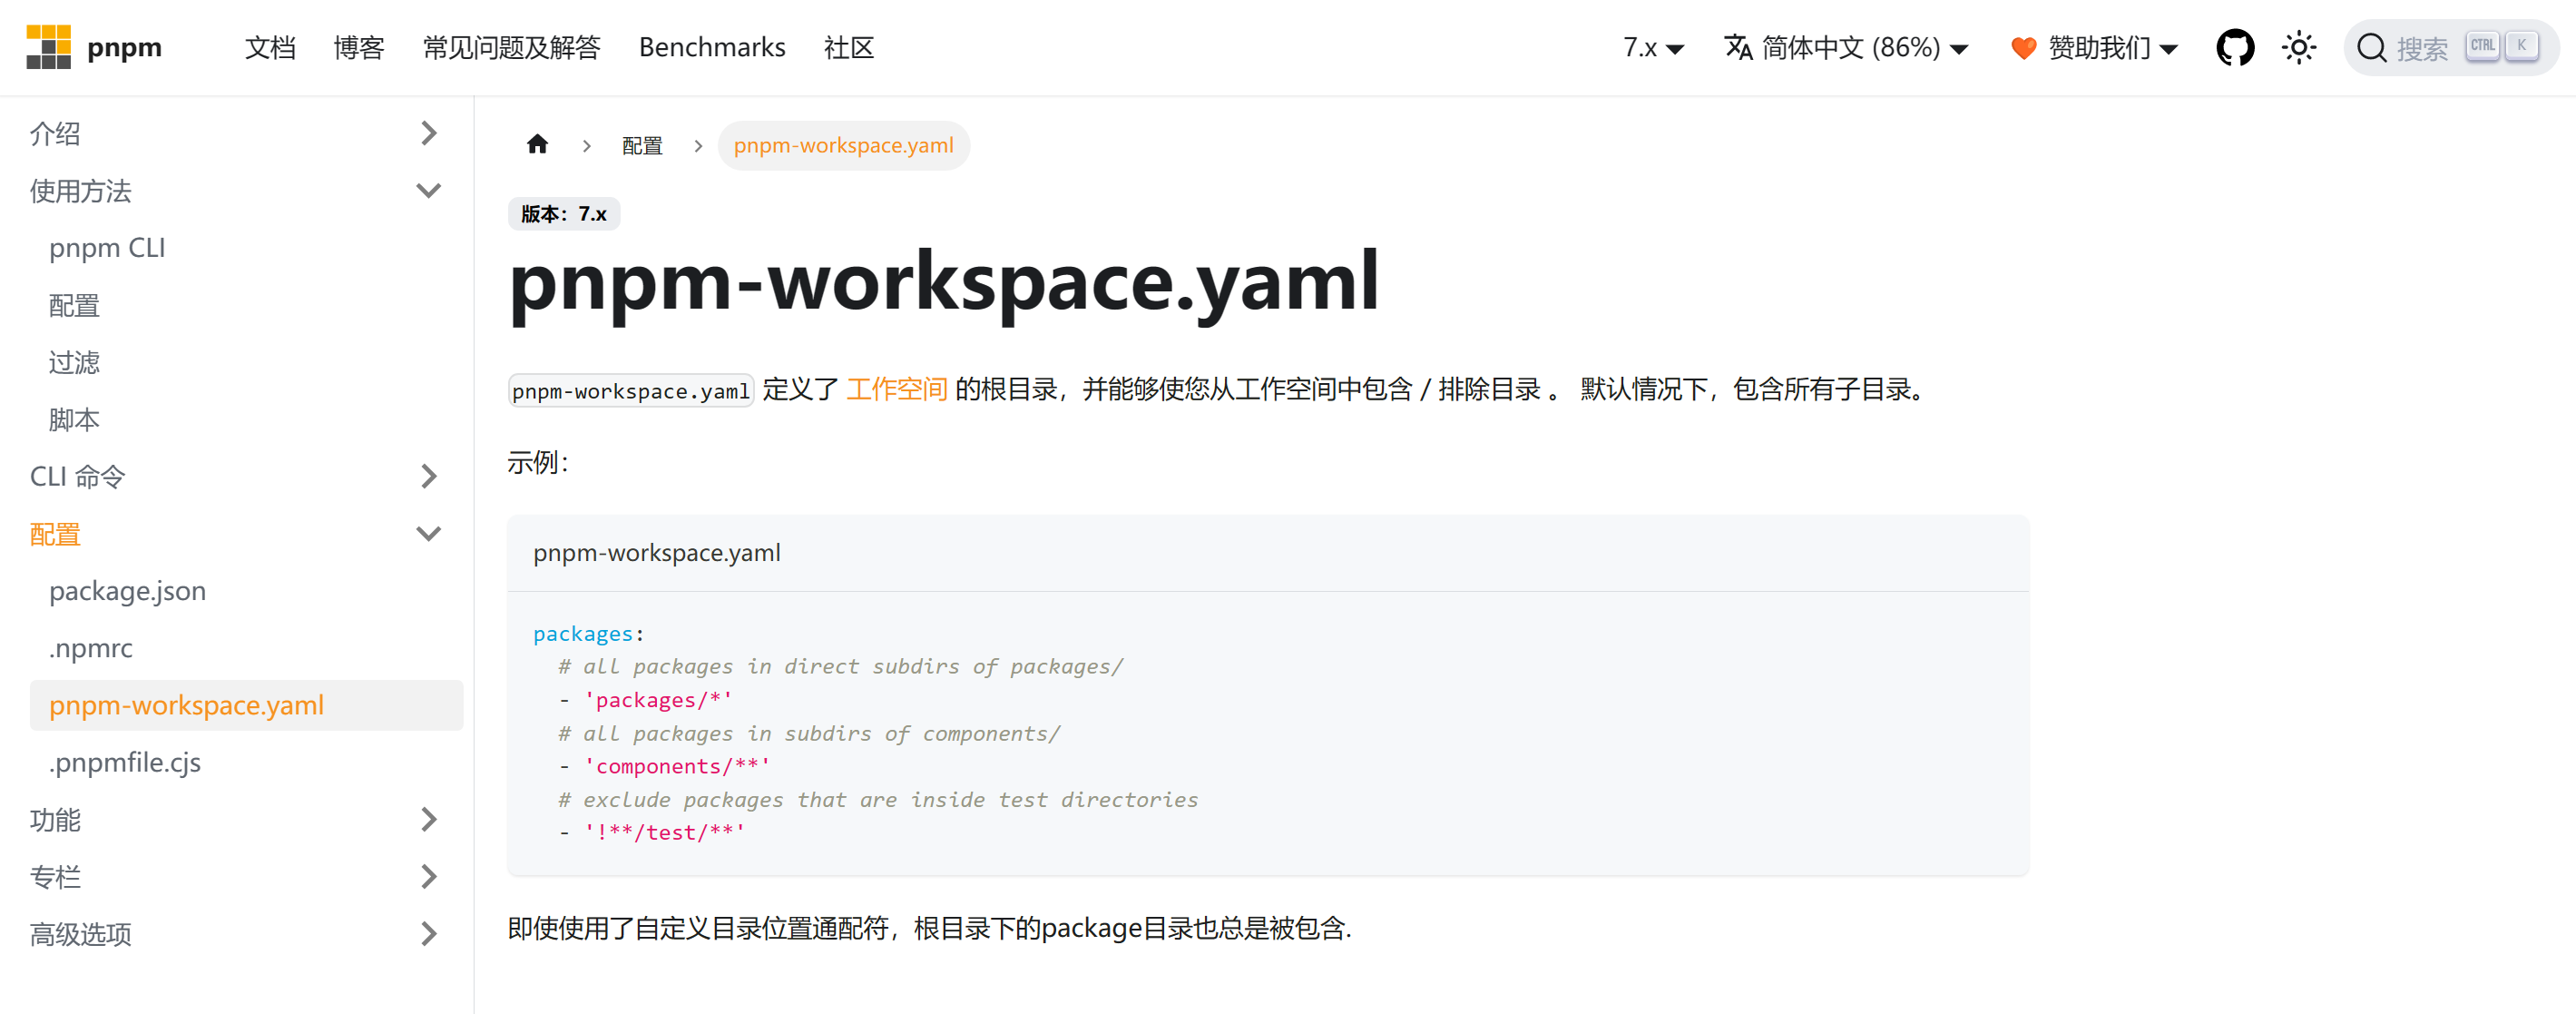 pnpm 文档 博客 常见问题及解答 Benchmarks 社区 7.x 简体中文 (86%) 赞助我们 搜索 CTRL K
介绍
使用方法
pnpm CLI
配置
过滤
脚本
CLI 命令
配置
package.json
.npmrc
pnpm-workspace.yaml
.pnpmfile.cjs
功能
专栏
高级选项
配置 pnpm-workspace.yaml
版本：7.x
pnpm-workspace.yaml
pnpm-workspace.yaml 定义了 工作空间 的根目录，并能够使您从工作空间中包含 / 排除目录 。 默认情况下，包含所有子目录。
示例：
pnpm-workspace.yaml
packages:
  # all packages in direct subdirs of packages/
  - 'packages/*'
  # all packages in subdirs of components/
  - 'components/**'
  # exclude packages that are inside test directories
  - '!**/test/**'
即使使用了自定义目录位置通配符，根目录下的package目录也总是被包含.